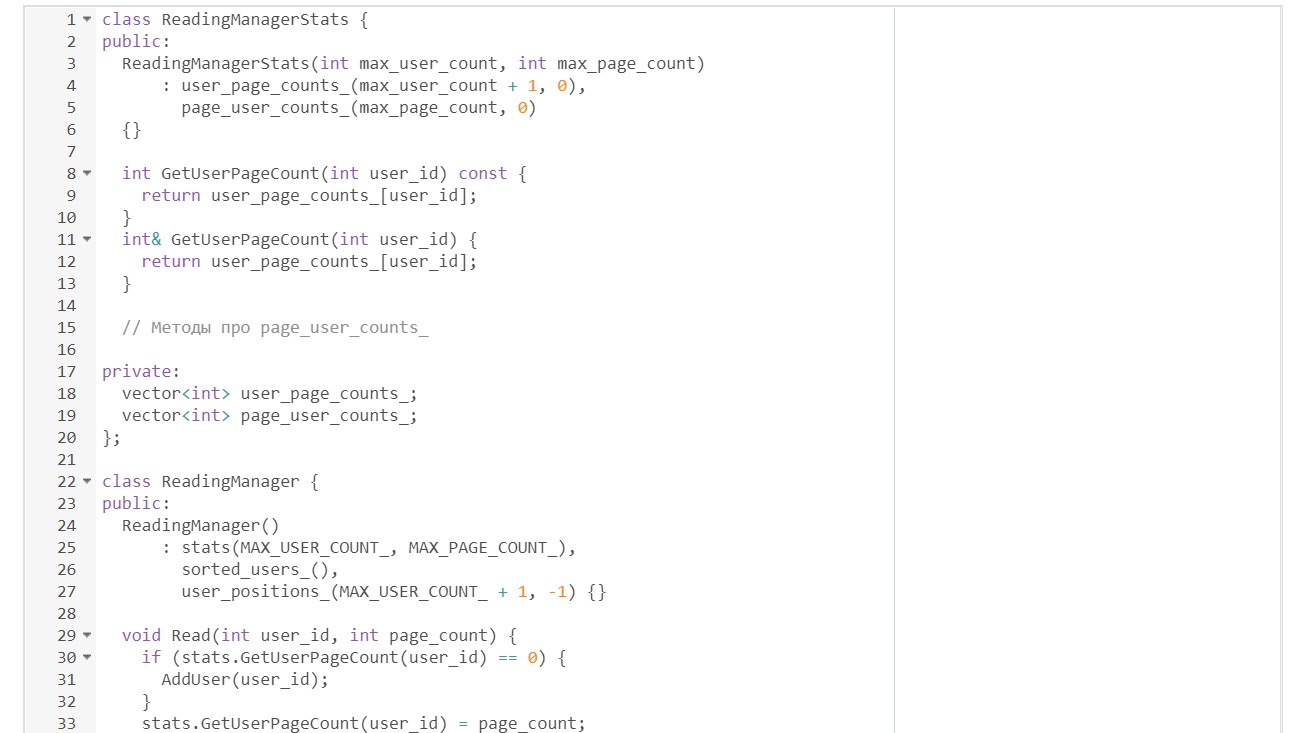 1 class ReadingManagerStats {
2 public:
3   ReadingManagerStats(int max_user_count, int max_page_count)
4       : user_page_counts_(max_user_count + 1, 0),
5         page_user_counts_(max_page_count, 0)
6   {}
7
8   int GetUserPageCount(int user_id) const {
9     return user_page_counts_[user_id];
10   }
11   int& GetUserPageCount(int user_id) {
12     return user_page_counts_[user_id];
13   }
14
15   // Методы про page_user_counts_
16
17 private:
18   vector<int> user_page_counts_;
19   vector<int> page_user_counts_;
20 };
21
22 class ReadingManager {
23 public:
24   ReadingManager()
25       : stats(MAX_USER_COUNT_, MAX_PAGE_COUNT_),
26         sorted_users_(),
27         user_positions_(MAX_USER_COUNT_ + 1, -1) {}
28
29   void Read(int user_id, int page_count) {
30     if (stats.GetUserPageCount(user_id) == 0) {
31       AddUser(user_id);
32     }
33     stats.GetUserPageCount(user_id) = page_count;